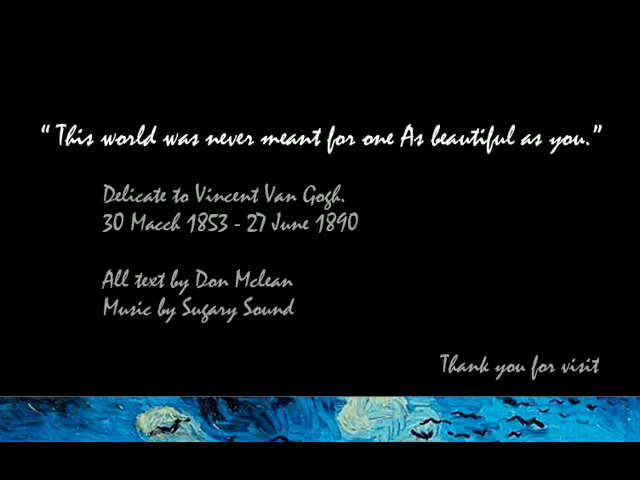 “ This world was never meant for one As beautiful as you.”
Delicate to Vincent Van Gogh.
30 Macch 1853 - 27 June 1890
All text by Don Mclean
Music by Sugary Sound
Thank you for visit